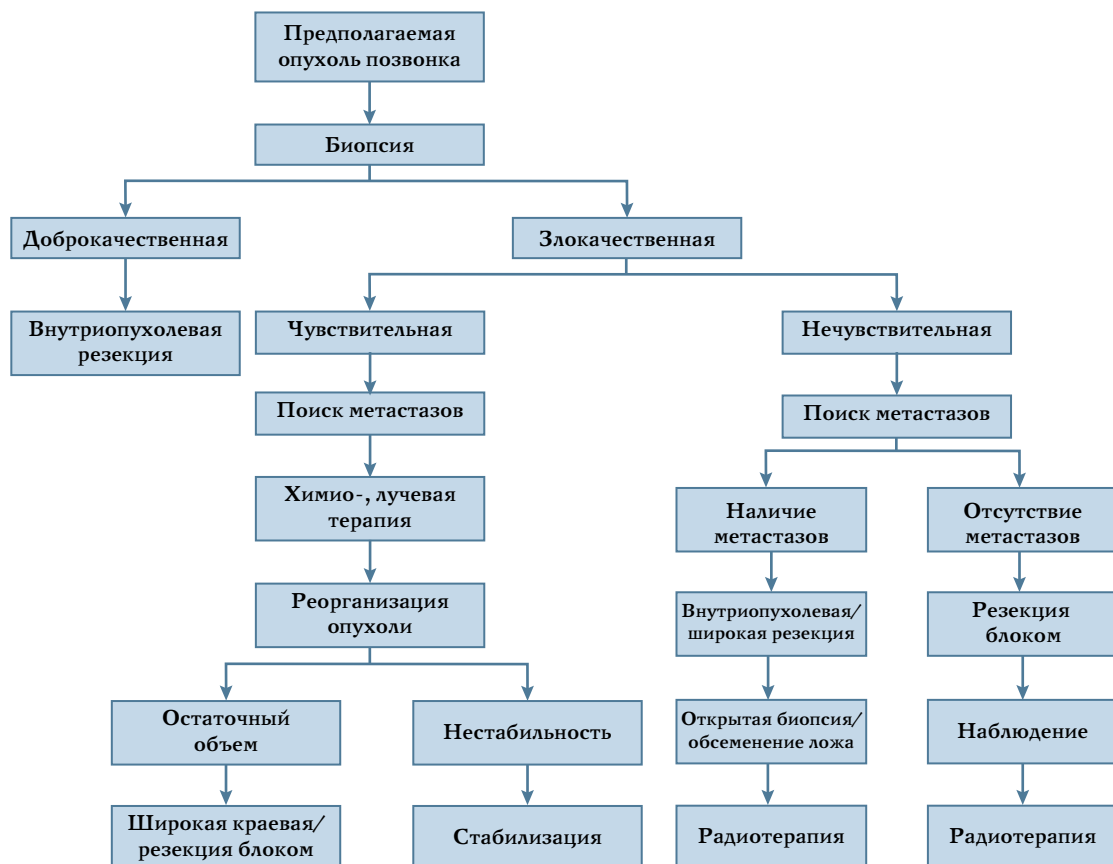 Предполагаемая
опухоль позвонка
Биопсия
Доброкачественная
Злокачественная
Внутриопухолевая
резекция
Чувствительная
Нечувствительная
Поиск метастазов
Поиск метастазов
Химио-, лучевая
терапия
Наличие
метастазов
Отсутствие
метастазов
Реорганизация
опухоли
Внутриопухолевая/
широкая резекция
Резекция
блоком
Остаточный
объем
Нестабильность
Открытая биопсия/
обсеменение ложа
Наблюдение
Широкая краевая/
резекция блоком
Стабилизация
Радиотерапия
Радиотерапия